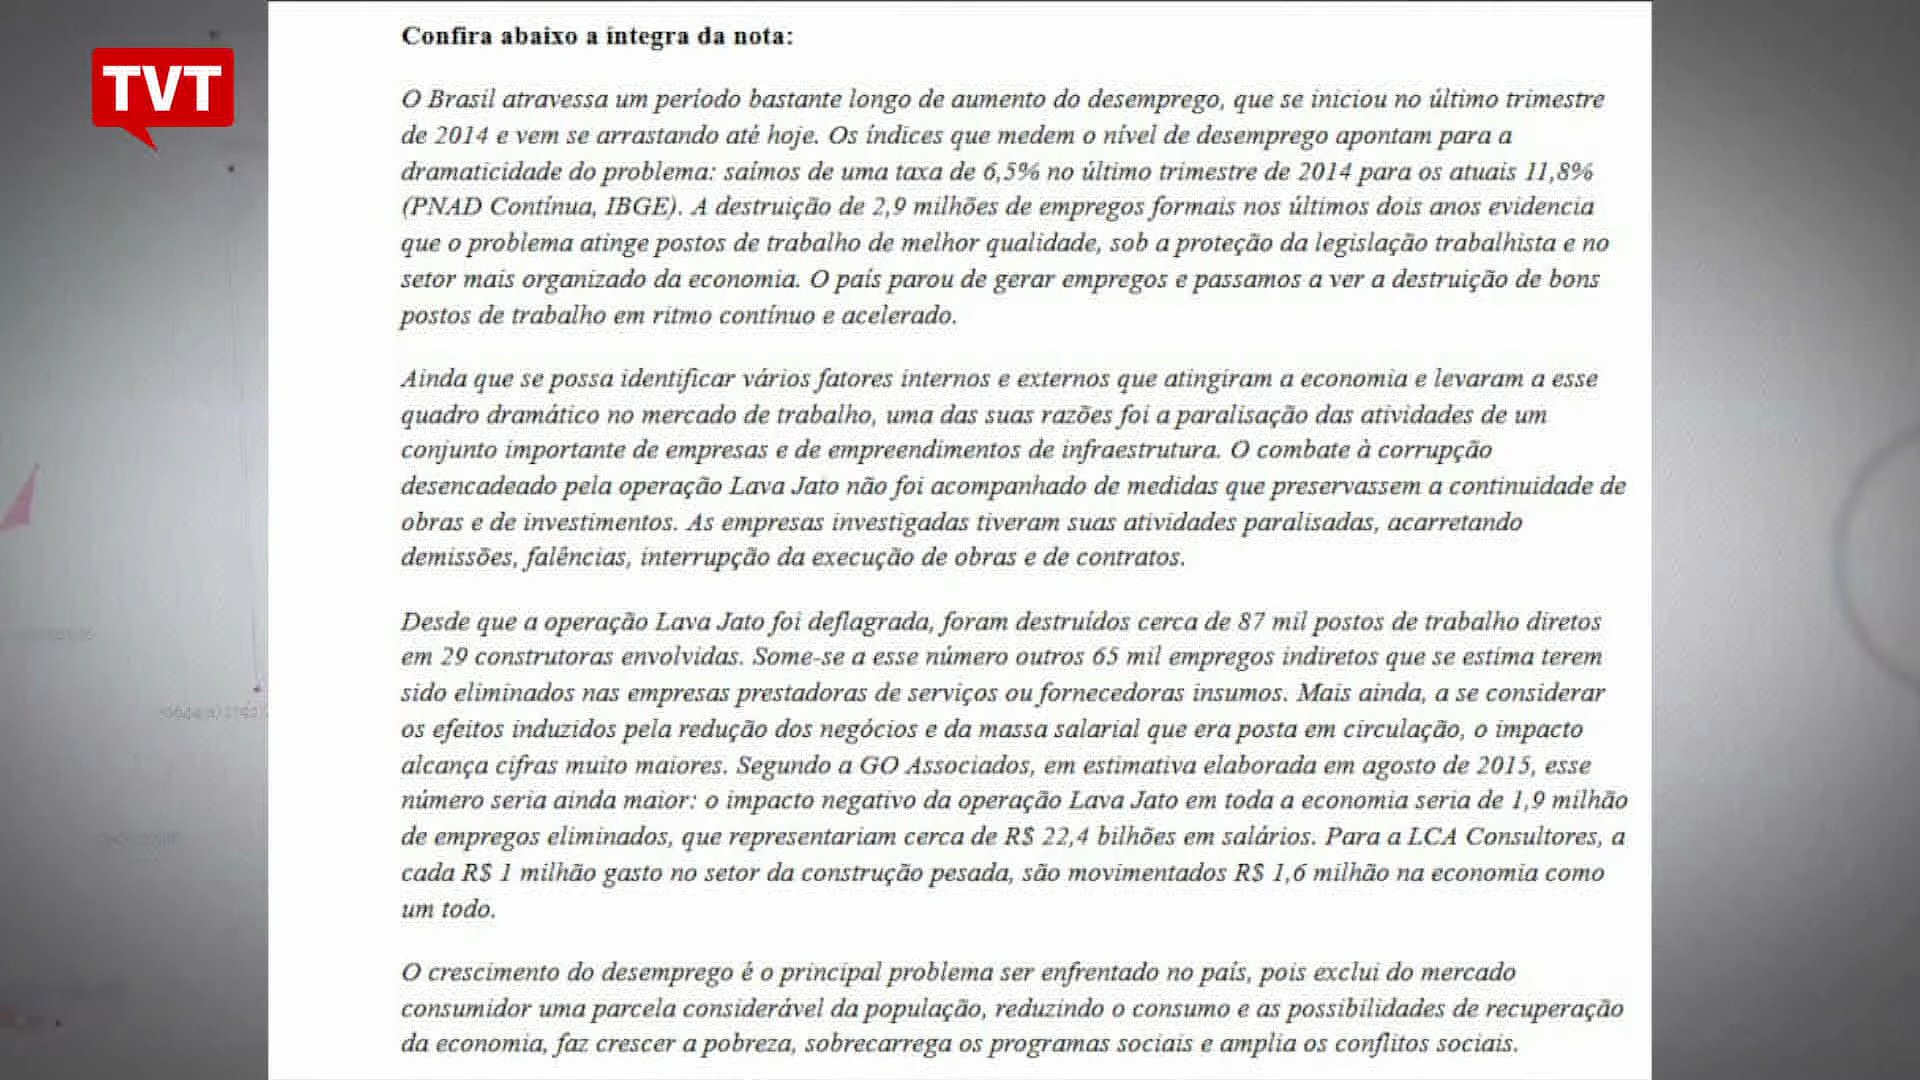 TVT
Confira abaixo a íntegra da nota:
O Brasil atravessa um período bastante longo de aumento do desemprego, que se iniciou no último trimestre
de 2014 e vem se arrastando até hoje. Os índices que medem o nível de desemprego apontam para a
dramaticidade do problema: saímos de uma taxa de 6,5% no último trimestre de 2014 para os atuais 11,8%
(PNAD Contínua, IBGE). A destruição de 2,9 milhões de empregos formais nos últimos dois anos evidencia
que o problema atinge postos de trabalho de melhor qualidade, sob a proteção da legislação trabalhista e no
setor mais organizado da economia. O país parou de gerar empregos e passamos a ver a destruição de bons
postos de trabalho em ritmo contínuo e acelerado.
Ainda que se possa identificar vários fatores internos e externos que atingiram a economia e levaram a esse
quadro dramático no mercado de trabalho, uma das suas razões foi a paralisação das atividades de um
conjunto importante de empresas e de empreendimentos de infraestrutura. O combate à corrupção
desencadeado pela operação Lava Jato não foi acompanhado de medidas que preservassem a continuidade de
obras e de investimentos. As empresas investigadas tiveram suas atividades paralisadas, acarretando
demissões, falências, interrupção da execução de obras e de contratos.
Desde que a operação Lava Jato foi deflagrada, foram destruídos cerca de 87 mil postos de trabalho diretos
em 29 construtoras envolvidas. Some-se a esse número outros 65 mil empregos indiretos que se estima terem
sido eliminados nas empresas prestadoras de serviços ou fornecedoras insumos. Mais ainda, a se considerar
os efeitos induzidos pela redução dos negócios e da massa salarial que era posta em circulação, o impacto
alcança cifras muito maiores. Segundo a GO Associados, em estimativa elaborada em agosto de 2015, esse
número seria ainda maior: o impacto negativo da operação Lava Jato em toda a economia seria de 1,9 milhão
de empregos eliminados, que representariam cerca de R$ 22,4 bilhões em salários. Para a LCA Consultores, a
cada R$ 1 milhão gasto no setor da construção pesada, são movimentados R$ 1,6 milhão na economia como
um todo.
O crescimento do desemprego é o principal problema ser enfrentado no país, pois exclui do mercado
consumidor uma parcela considerável da população, reduzindo o consumo e as possibilidades de recuperação
da economia, faz crescer a pobreza, sobrecarrega os programas sociais e amplia os conflitos sociais.